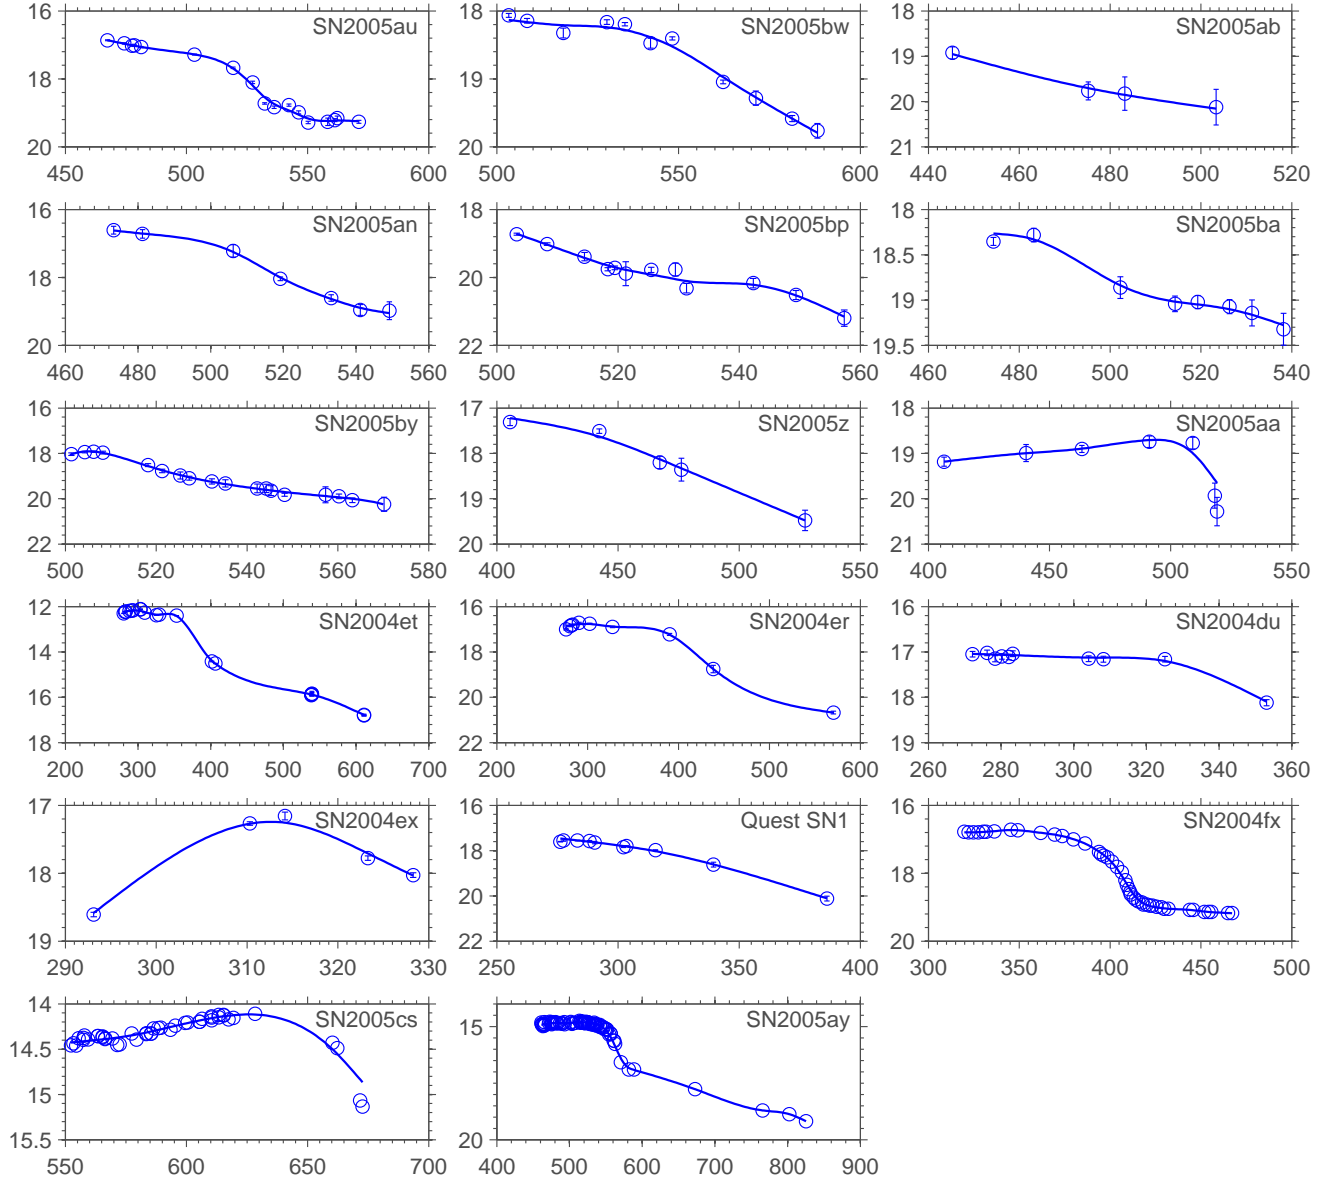 16
SN2005au
18
20
450 500 550 600
18
SN2005bw
19
20
500 550 600
18
SN2005ab
19
20
21
440 460 480 500 520
16
SN2005an
18
20
460 480 500 520 540 560
18
SN2005bp
20
22
500 520 540 560
18
SN2005ba
18.5
19
19.5
460 480 500 520 540
16
SN2005by
18
20
22
500 520 540 560 580
17
SN2005z
18
19
20
400 450 500 550
18
SN2005aa
19
20
21
400 450 500 550
12
SN2004et
14
16
18
200 300 400 500 600 700
16
SN2004er
18
20
22
200 300 400 500 600
16
SN2004du
17
18
19
260 280 300 320 340 360
17
SN2004ex
18
19
290 300 310 320 330
16
Quest SN1
18
20
22
250 300 350 400
16
SN2004fx
18
20
300 350 400 450 500
14
SN2005cs
14.5
15
15.5
550 600 650 700
SN2005ay
15
20
400 500 600 700 800 900